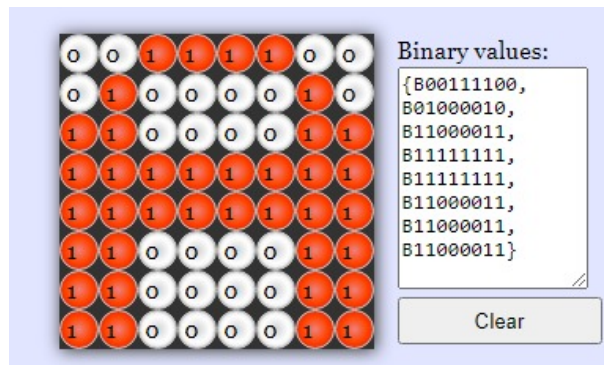 0 0 1 1 1 1 0 0
0 1 0 0 0 0 1 0
1 1 0 0 0 0 1 1
1 1 1 1 1 1 1 1
1 1 1 1 1 1 1 1
1 1 0 0 0 0 1 1
1 1 0 0 0 0 1 1
1 1 0 0 0 0 1 1
Binary values:
{B00111100,
B01000010,
B11000011,
B11111111,
B11111111,
B11000011,
B11000011,
B11000011}
Clear